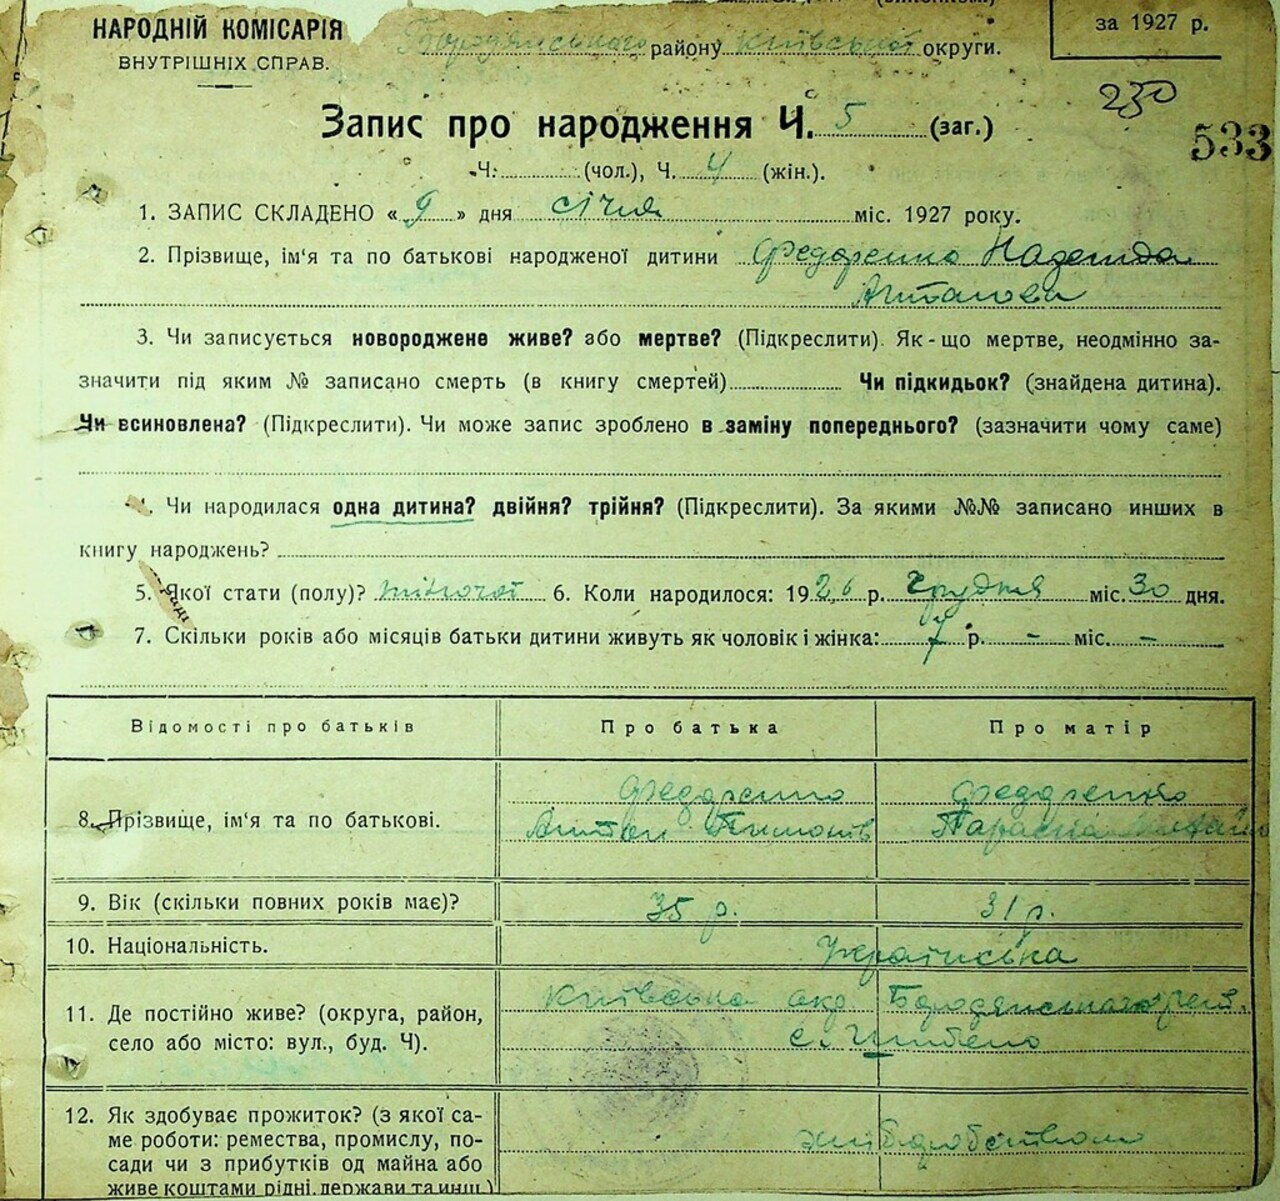 за 1927 р.
НАРОДНІЙ КОМІСАРІЯ
ВНУТРІШНІХ СПРАВ.
Бородянського району Київської округи.
230
533
Запис про народження Ч. 5 (заг.)
Ч. (чол.), Ч. 4 (жін.).
1. ЗАПИС СКЛАДЕНО « 9 » дня січня міс. 1927 року.
2. Прізвище, ім'я та по батькові народженої дитини Федоренко Надежда
Антонова
3. Чи записується новороджене живе? або мертве? (Підкреслити). Як-що мертве, неодмінно за-
значити під яким № записано смерть (в книгу смертей) Чи підкидьок? (знайдена дитина).
Чи всиновлена? (Підкреслити). Чи може запис зроблено в заміну попереднього? (зазначити чому саме)
Чи народилася одна дитина? двійня? трійня? (Підкреслити). За якими №№ записано инших в
книгу народжень?
5. Якої стати (полу)? жіночої 6. Коли народилося: 1926 р. Грудня міс. 30 дня.
7. Скільки років або місяців батьки дитини живуть як чоловік і жінка: 7 р. - міс. -
Відомості про батьків Про батька Про матір
8. Прізвище, ім'я та по батькові. Федоренко Федоренко
Антон Параска
9. Вік (скільки повних років має)? 35 р. 31 р.
10. Національність. Українська
11. Де постійно живе? (округа, район, Київська окр. Бородянського
село або місто: вул., буд. Ч). с.
12. Як здобуває прожиток? (з якої са-
ме роботи: ремества, промислу, по- хліборобством
сади чи з прибутків од майна або
живе коштами рідні, держави та инш.)